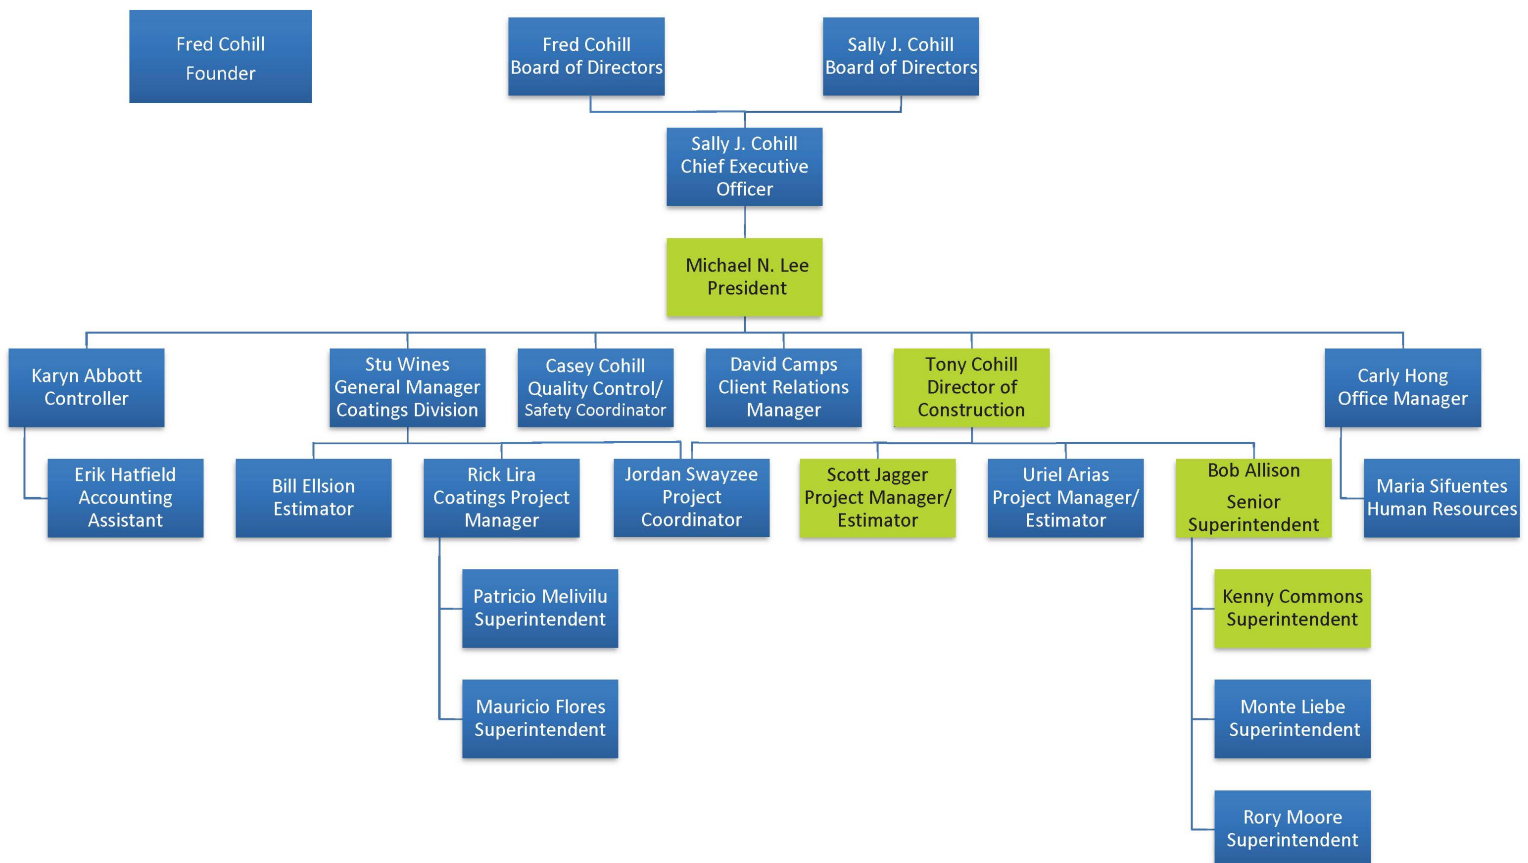 Fred Cohill
Founder
Fred Cohill
Board of Directors
Sally J. Cohill
Board of Directors
Sally J. Cohill
Chief Executive
Officer
Michael N. Lee
President
Karyn Abbott
Controller
Stu Wines
General Manager
Coatings Division
Casey Cohill
Quality Control/
Safety Coordinator
David Camps
Client Relations
Manager
Tony Cohill
Director of
Construction
Carly Hong
Office Manager
Erik Hatfield
Accounting
Assistant
Bill Ellsion
Estimator
Rick Lira
Coatings Project
Manager
Jordan Swayzee
Project
Coordinator
Scott Jagger
Project Manager/
Estimator
Uriel Arias
Project Manager/
Estimator
Bob Allison
Senior
Superintendent
Maria Sifuentes
Human Resources
Patricio Melivilu
Superintendent
Kenny Commons
Superintendent
Mauricio Flores
Superintendent
Monte Liebe
Superintendent
Rory Moore
Superintendent